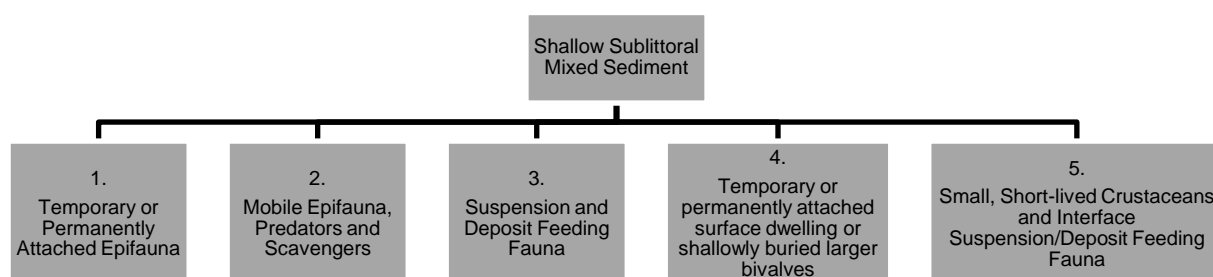 Shallow Sublittoral
Mixed Sediment
1.
Temporary or
Permanently
Attached Epifauna
2.
Mobile Epifauna,
Predators and
Scavengers
3.
Suspension and
Deposit Feeding
Fauna
4.
Temporary or
permanently attached
surface dwelling or
shallowly buried larger
bivalves
5.
Small, Short-lived Crustaceans
and Interface
Suspension/Deposit Feeding
Fauna